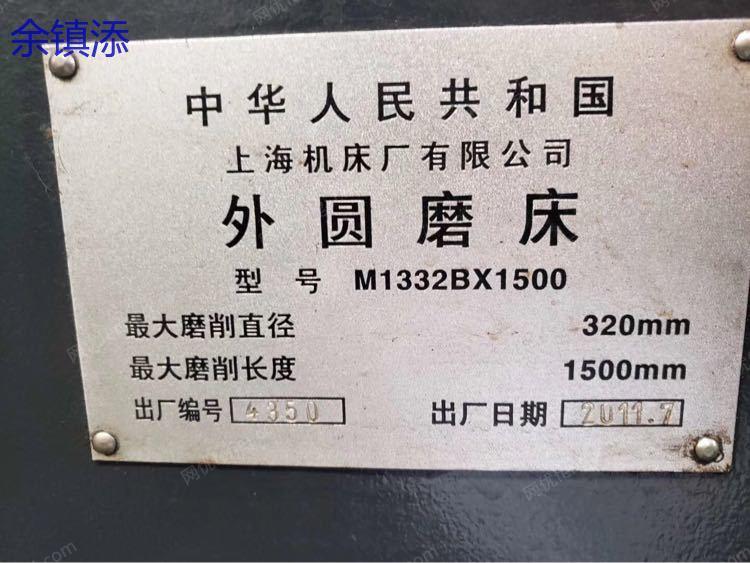 余镇添
中华人民共和国
上海机床厂有限公司
外圆磨床
型号 M1332BX1500
最大磨削直径 320mm
最大磨削长度 1500mm
出厂编号 4350 出厂日期 2011.7